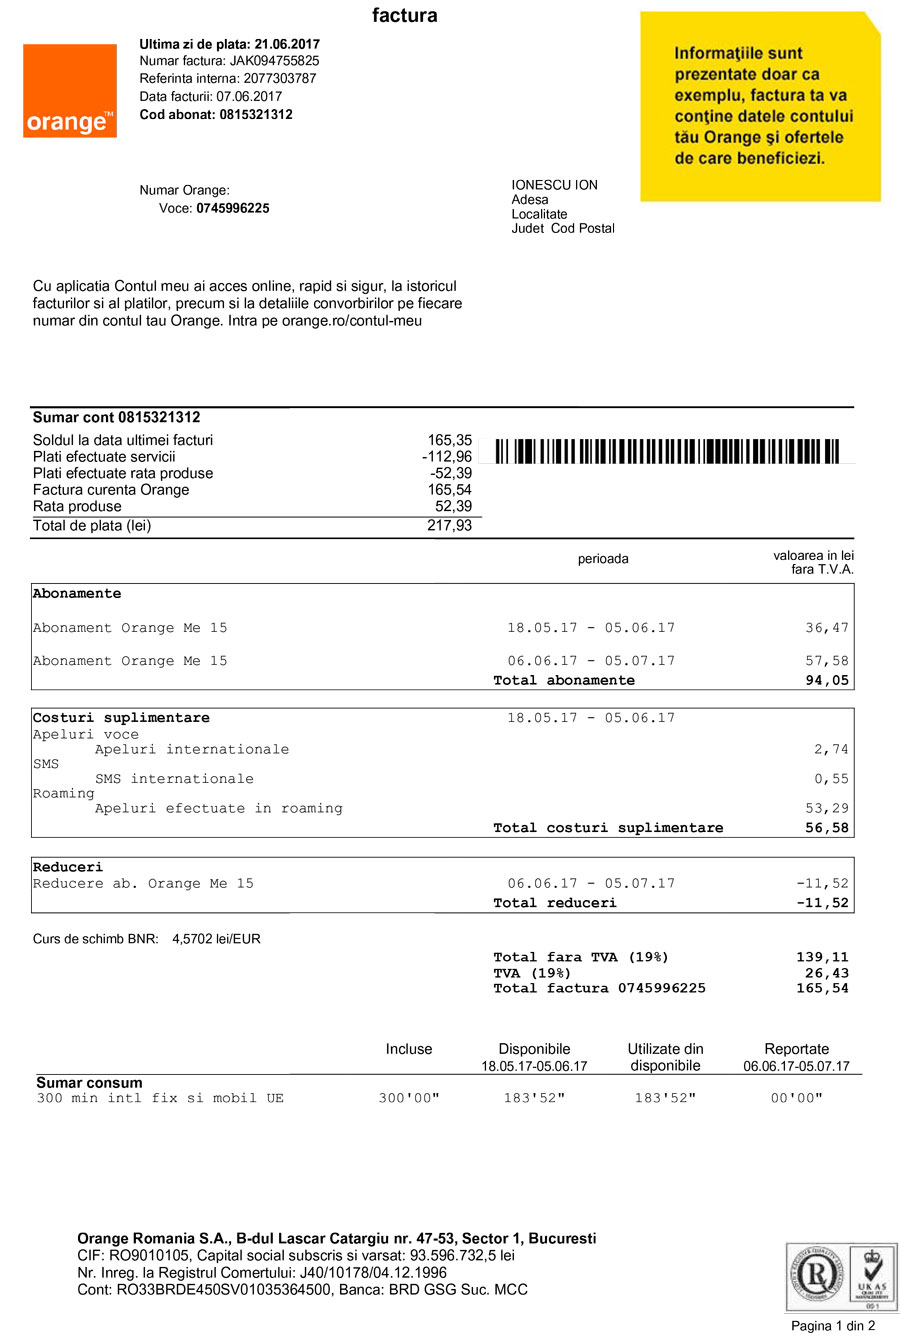 factura
Ultima zi de plata: 21.06.2017
Numar factura: JAK094755825
Referinta interna: 2077303787
Data facturii: 07.06.2017
Cod abonat: 0815321312
orange™
Informaţiile sunt
prezentate doar ca
exemplu, factura ta va
conţine datele contului
tău Orange şi ofertele
de care beneficiezi.
Numar Orange:
Voce: 0745996225
IONESCU ION
Adesa
Localitate
Judet Cod Postal
Cu aplicatia Contul meu ai acces online, rapid si sigur, la istoricul
facturilor si al platilor, precum si la detaliile convorbirilor pe fiecare
numar din contul tau Orange. Intra pe orange.ro/contul-meu
Sumar cont 0815321312
Soldul la data ultimei facturi 165,35
Plati efectuate servicii -112,96
Plati efectuate rata produse -52,39
Factura curenta Orange 165,54
Rata produse 52,39
Total de plata (lei) 217,93
perioada valoarea in lei
fara T.V.A.
Abonamente
Abonament Orange Me 15 18.05.17 - 05.06.17 36,47
Abonament Orange Me 15 06.06.17 - 05.07.17 57,58
Total abonamente 94,05
Costuri suplimentare 18.05.17 - 05.06.17
Apeluri voce
Apeluri internationale 2,74
SMS
SMS internationale 0,55
Roaming
Apeluri efectuate in roaming 53,29
Total costuri suplimentare 56,58
Reduceri
Reducere ab. Orange Me 15 06.06.17 - 05.07.17 -11,52
Total reduceri -11,52
Curs de schimb BNR: 4,5702 lei/EUR
Total fara TVA (19%) 139,11
TVA (19%) 26,43
Total factura 0745996225 165,54
Incluse Disponibile Utilizate din Reportate
18.05.17-05.06.17 disponibile 06.06.17-05.07.17
Sumar consum
300 min intl fix si mobil UE 300'00" 183'52" 183'52" 00'00"
Orange Romania S.A., B-dul Lascar Catargiu nr. 47-53, Sector 1, Bucuresti
CIF: RO9010105, Capital social subscris si varsat: 93.596.732,5 lei
Nr. Inreg. la Registrul Comertului: J40/10178/04.12.1996
Cont: RO33BRDE450SV01035364500, Banca: BRD GSG Suc. MCC
R
UKAS
QUALITY
MANAGEMENT
001
Pagina 1 din 2